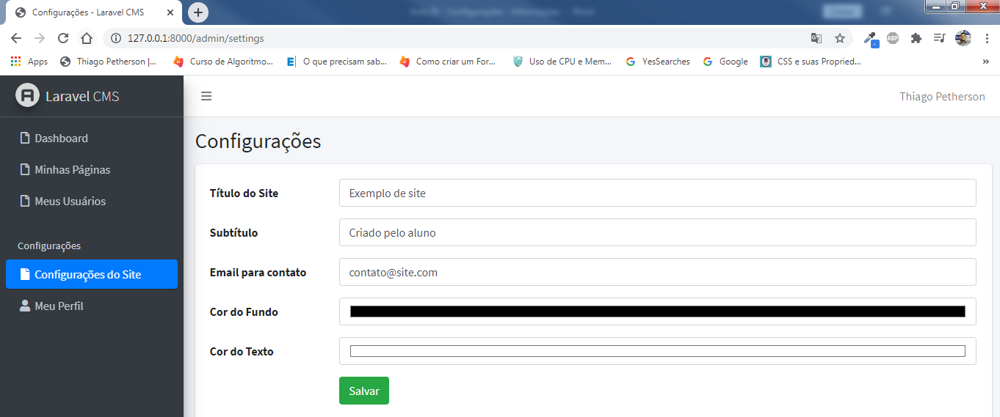 Configurações - Laravel CMS
127.0.0.1:8000/admin/settings
ABP
-
Apps Thiago Petherson |... Curso de Algoritmo... O que precisam sab... Como criar um For... Uso de CPU e Mem... YesSearches Google CSS e suas Propried... »
Laravel CMS
Thiago Petherson
Dashboard
Minhas Páginas
Meus Usuários
Configurações
Configurações do Site
Meu Perfil
Configurações
Título do Site Exemplo de site
Subtítulo Criado pelo aluno
Email para contato contato@site.com
Cor do Fundo
Cor do Texto
Salvar